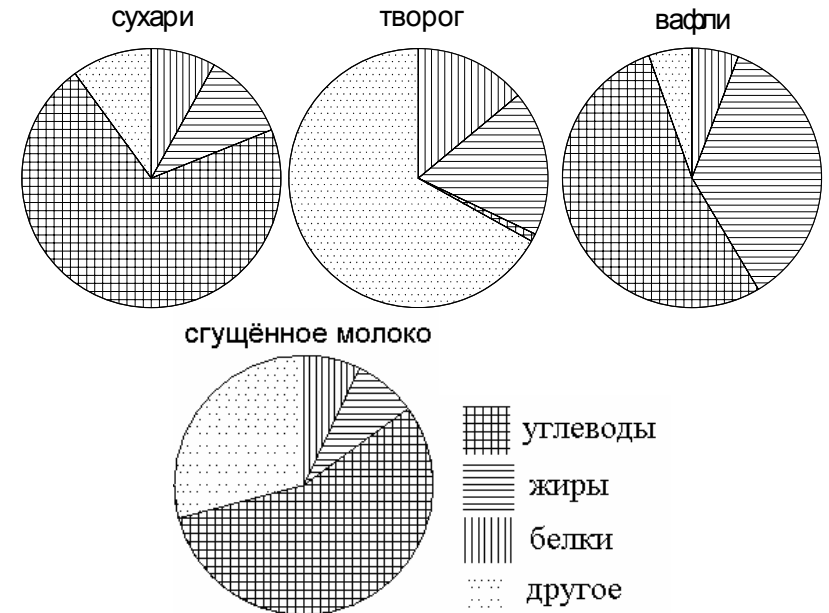 сухари
творог
вафли
сгущённое молоко
углеводы
жиры
белки
другое